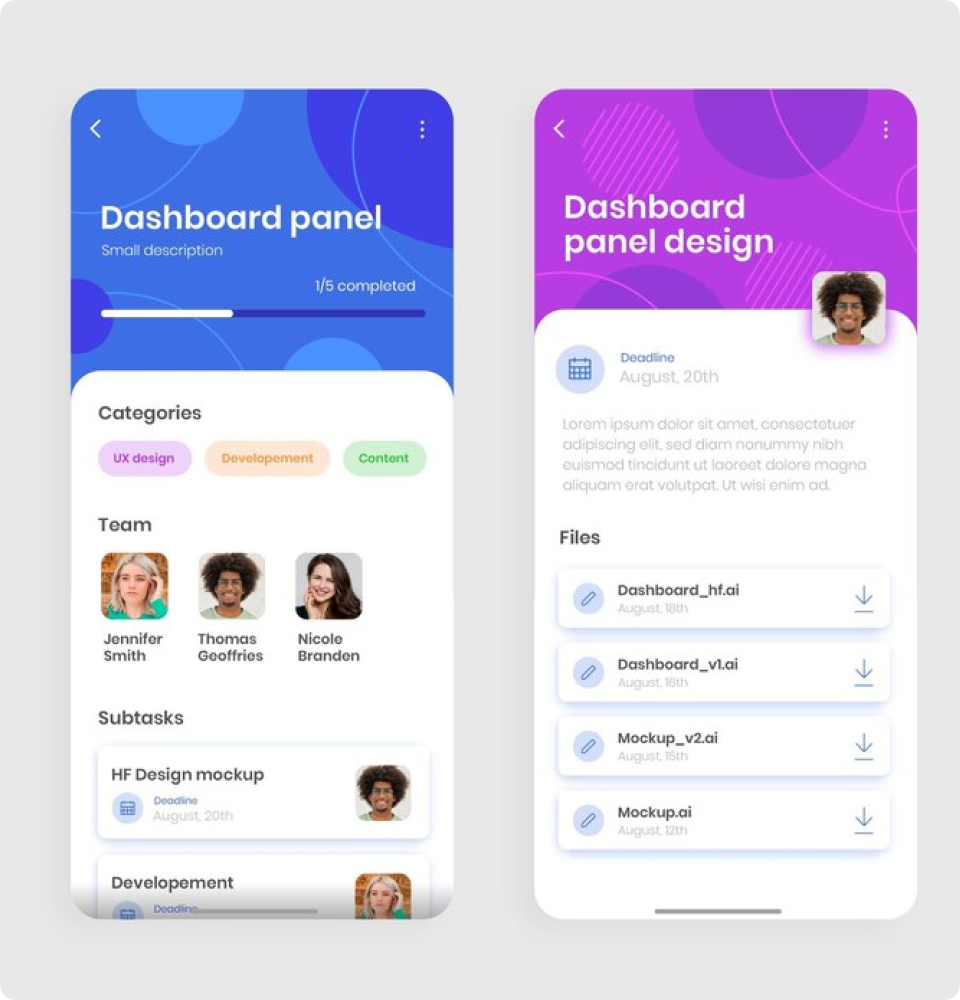 Dashboard panel
Small description
1/5 completed
Categories
UX design
Developement
Content
Team
Jennifer
Smith
Thomas
Geoffries
Nicole
Branden
Subtasks
HF Design mockup
Deadline
August, 20th
Developement
Deadline
Dashboard
panel design
Deadline
August, 20th
Lorem ipsum dolor sit amet, consectetuer
adipiscing elit, sed diam nonummy nibh
euismod tincidunt ut laoreet dolore magna
aliquam erat volutpat. Ut wisi enim ad.
Files
Dashboard_hf.ai
August, 18th
Dashboard_v1.ai
August, 16th
Mockup_v2.ai
August, 15th
Mockup.ai
August, 12th